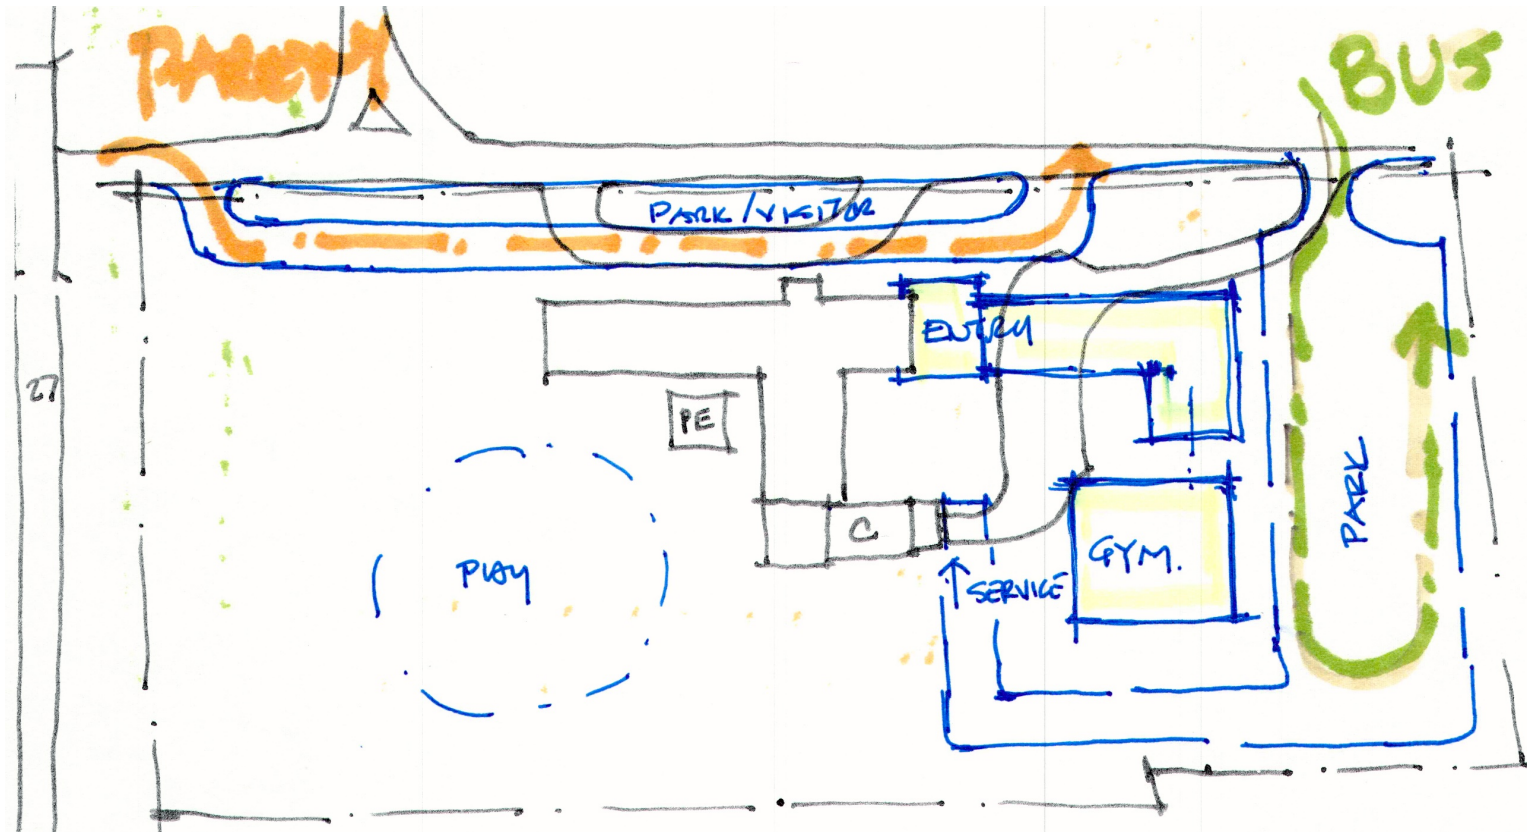 PARENT
BUS
PARK/VISITOR
ENTRY
27
PE
PARK
C
GYM.
PLAY
SERVICE